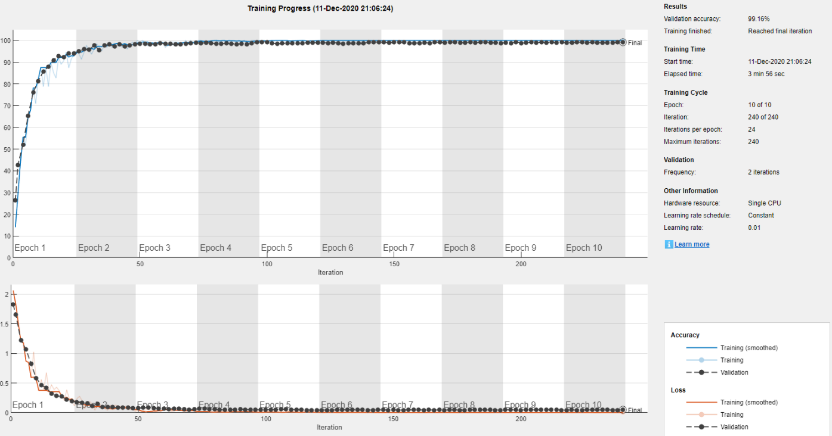 Training Progress (11-Dec-2020 21:06:24)
100
90
80
70
60
50
40
30
20
10
0
Final
Epoch 1 Epoch 2 Epoch 3 Epoch 4 Epoch 5 Epoch 6 Epoch 7 Epoch 8 Epoch 9 Epoch 10
0 50 100 150 200
Iteration
2
1.5
1
0.5
0
Final
Epoch 1 Epoch 2 Epoch 3 Epoch 4 Epoch 5 Epoch 6 Epoch 7 Epoch 8 Epoch 9 Epoch 10
0 50 100 150 200
Iteration
Results
Validation accuracy: 99.16%
Training finished: Reached final iteration
Training Time
Start time: 11-Dec-2020 21:06:24
Elapsed time: 3 min 56 sec
Training Cycle
Epoch: 10 of 10
Iteration: 240 of 240
Iterations per epoch: 24
Maximum iterations: 240
Validation
Frequency: 2 iterations
Other Information
Hardware resource: Single CPU
Learning rate schedule: Constant
Learning rate: 0.01
i Learn more
Accuracy
Training (smoothed)
Training
Validation
Loss
Training (smoothed)
Training
Validation